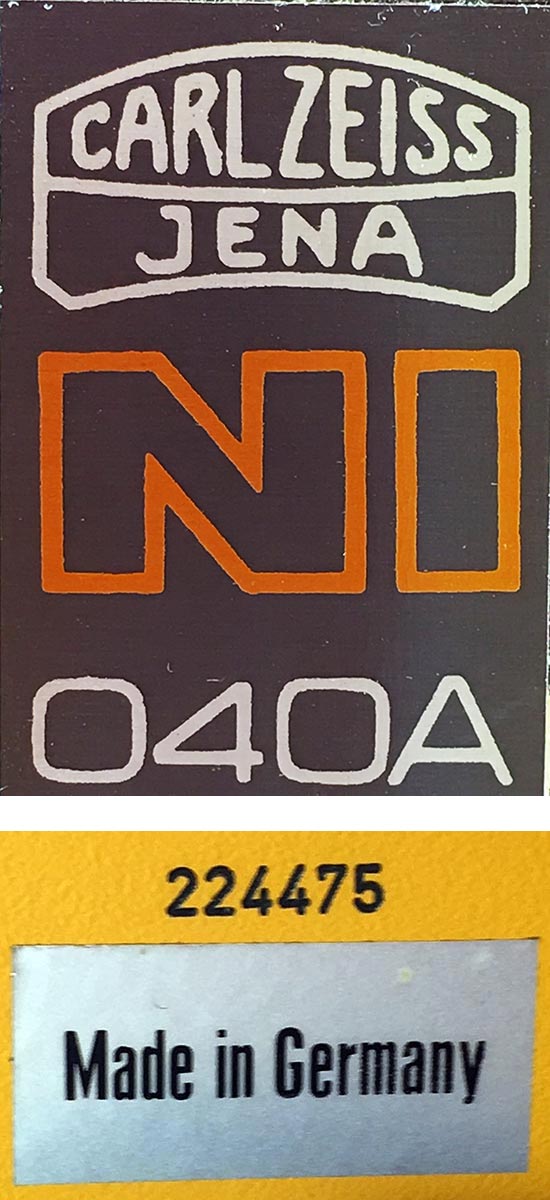 CARL ZEISS
JENA
NI
040A
224475
Made in Germany